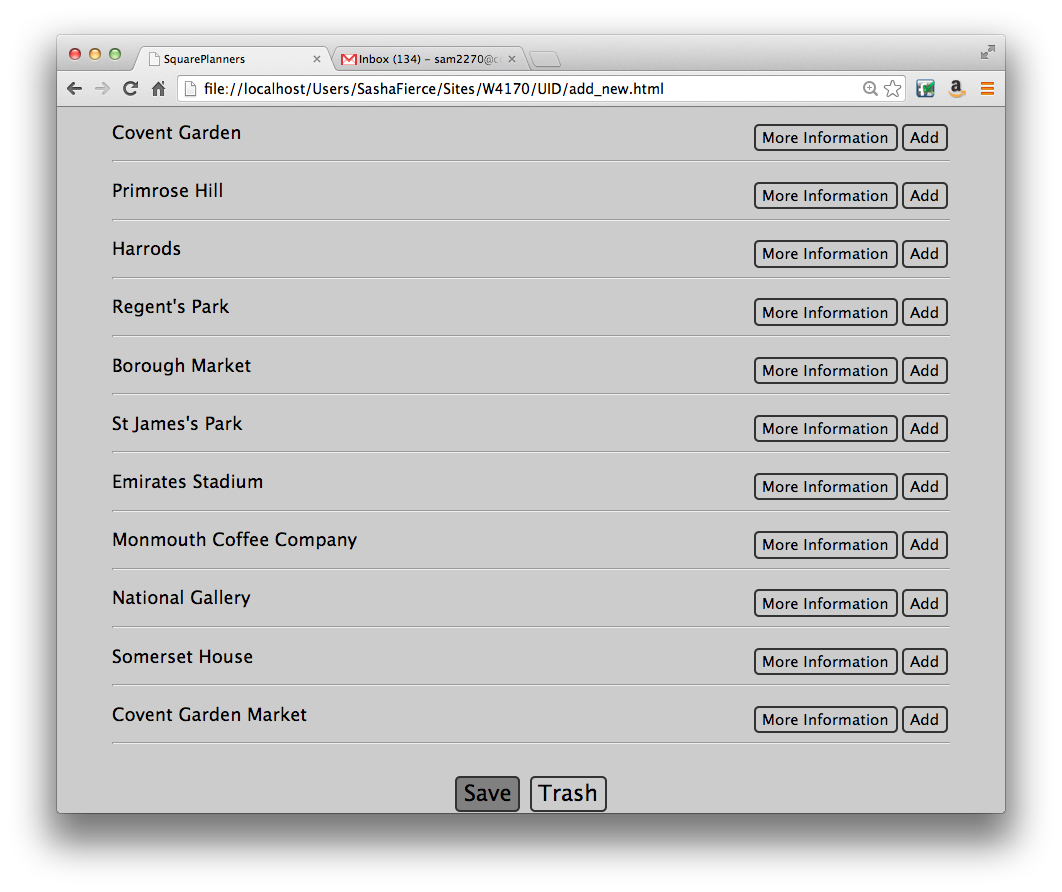 SquarePlanners
Inbox (134) – sam2270@c
file://localhost/Users/SashaFierce/Sites/W4170/UID/add_new.html
Covent Garden More Information Add
Primrose Hill More Information Add
Harrods More Information Add
Regent's Park More Information Add
Borough Market More Information Add
St James's Park More Information Add
Emirates Stadium More Information Add
Monmouth Coffee Company More Information Add
National Gallery More Information Add
Somerset House More Information Add
Covent Garden Market More Information Add
Save Trash